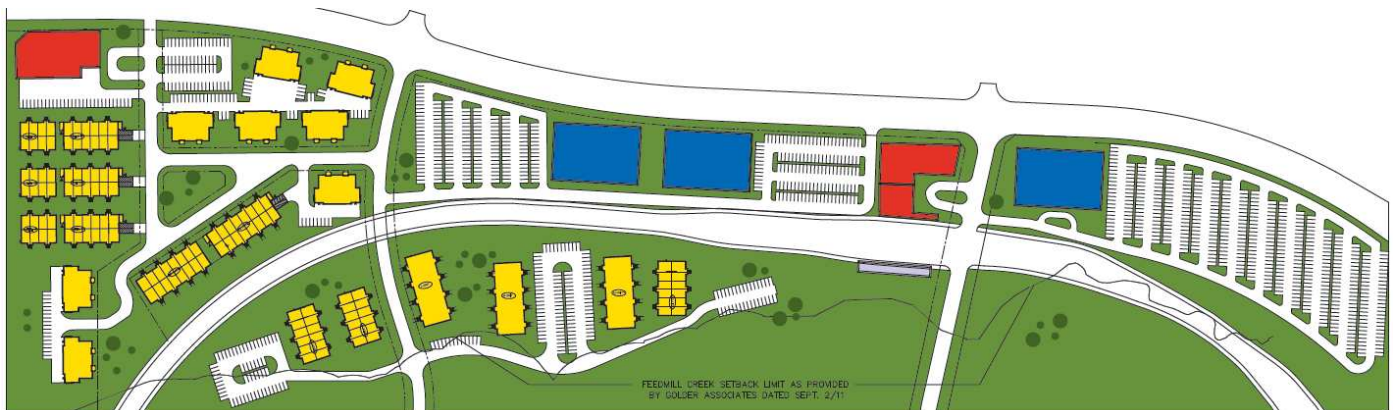 FEEDMILL CREEK SETBACK LIMIT AS PROVIDED
BY GOLDER ASSOCIATES DATED SEPT. 2/11